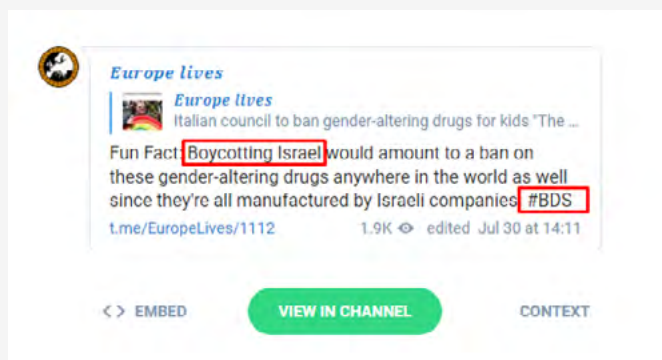 Europe lives
Europe lives
Italian council to ban gender-altering drugs for kids "The ...
Fun Fact: Boycotting Israel would amount to a ban on
these gender-altering drugs anywhere in the world as well
since they're all manufactured by Israeli companies #BDS
t.me/EuropeLives/1112 1.9K edited Jul 30 at 14:11
<> EMBED VIEW IN CHANNEL CONTEXT